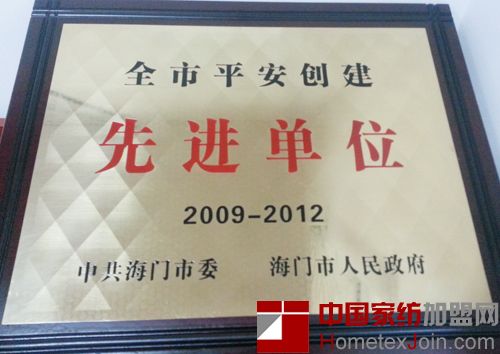 全市平安创建
先进单位
2009-2012
中共海门市委 海门市人民政府
中国家纺加盟网
HometexJoin.com